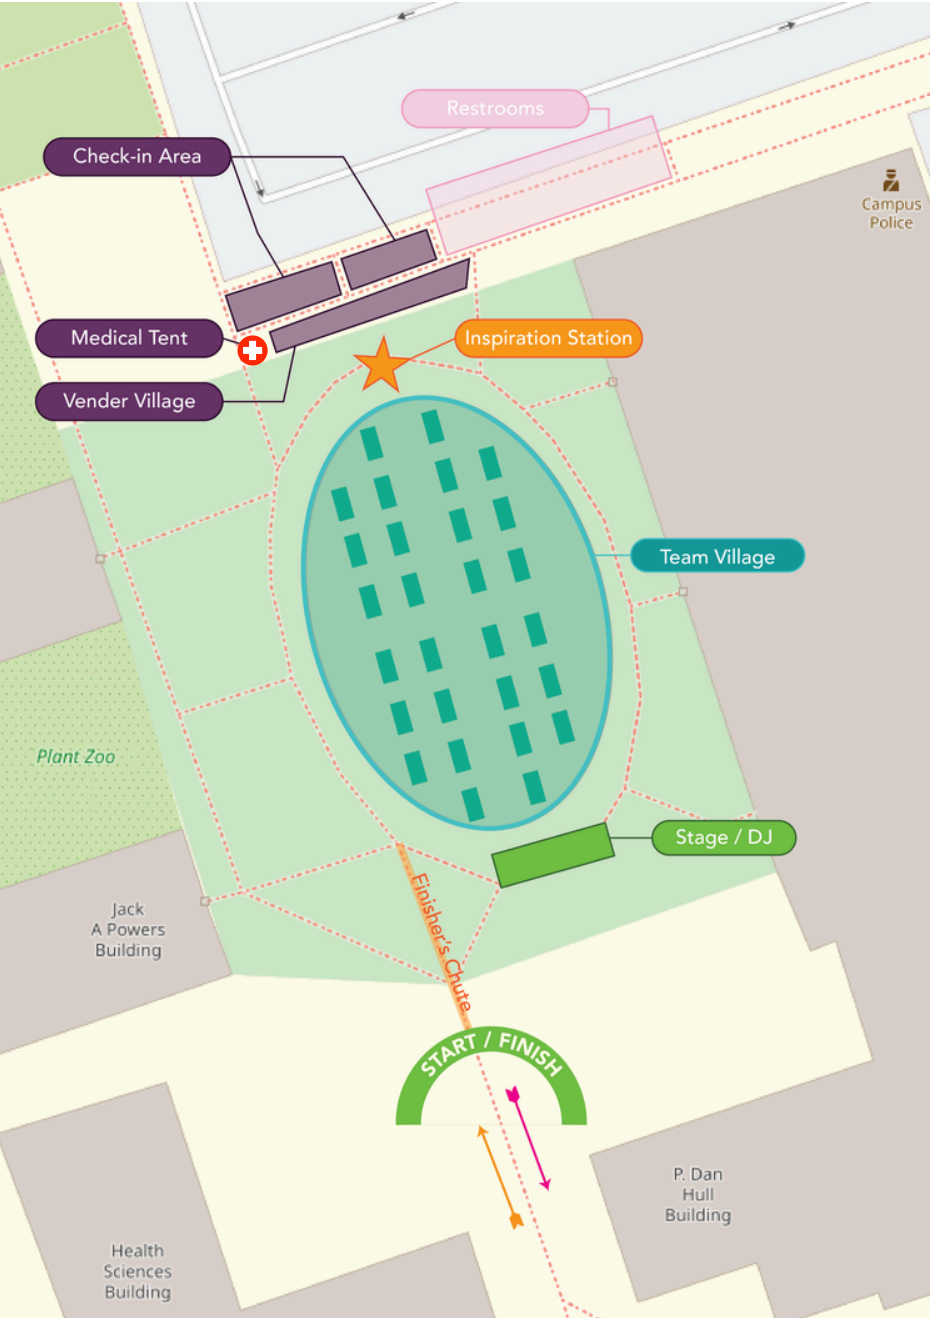 Restrooms
Check-in Area
Campus
Police
Medical Tent
Inspiration Station
Vender Village
Team Village
Plant Zoo
Stage / DJ
Jack
A Powers
Building
Finisher's Chute
START / FINISH
P. Dan
Hull
Building
Health
Sciences
Building